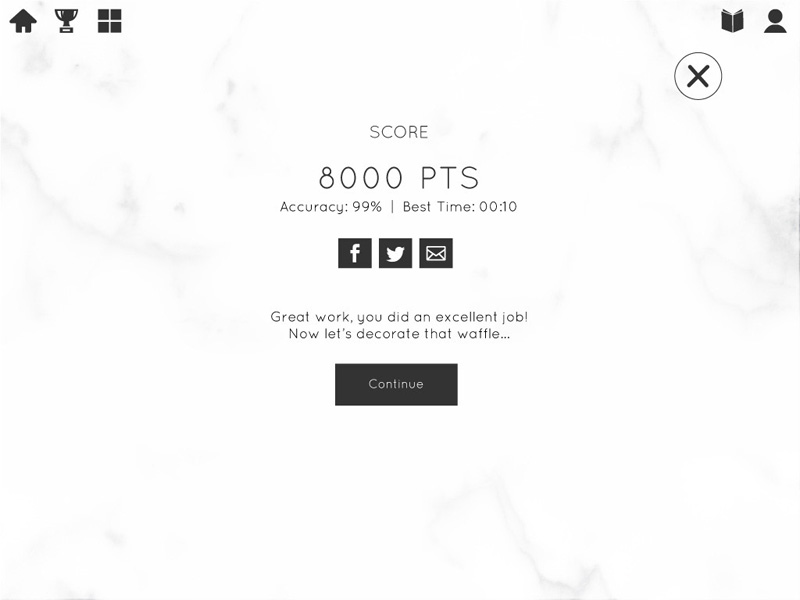 SCORE
8000 PTS
Accuracy: 99% | Best Time: 00:10
Great work, you did an excellent job!
Now let's decorate that waffle...
Continue